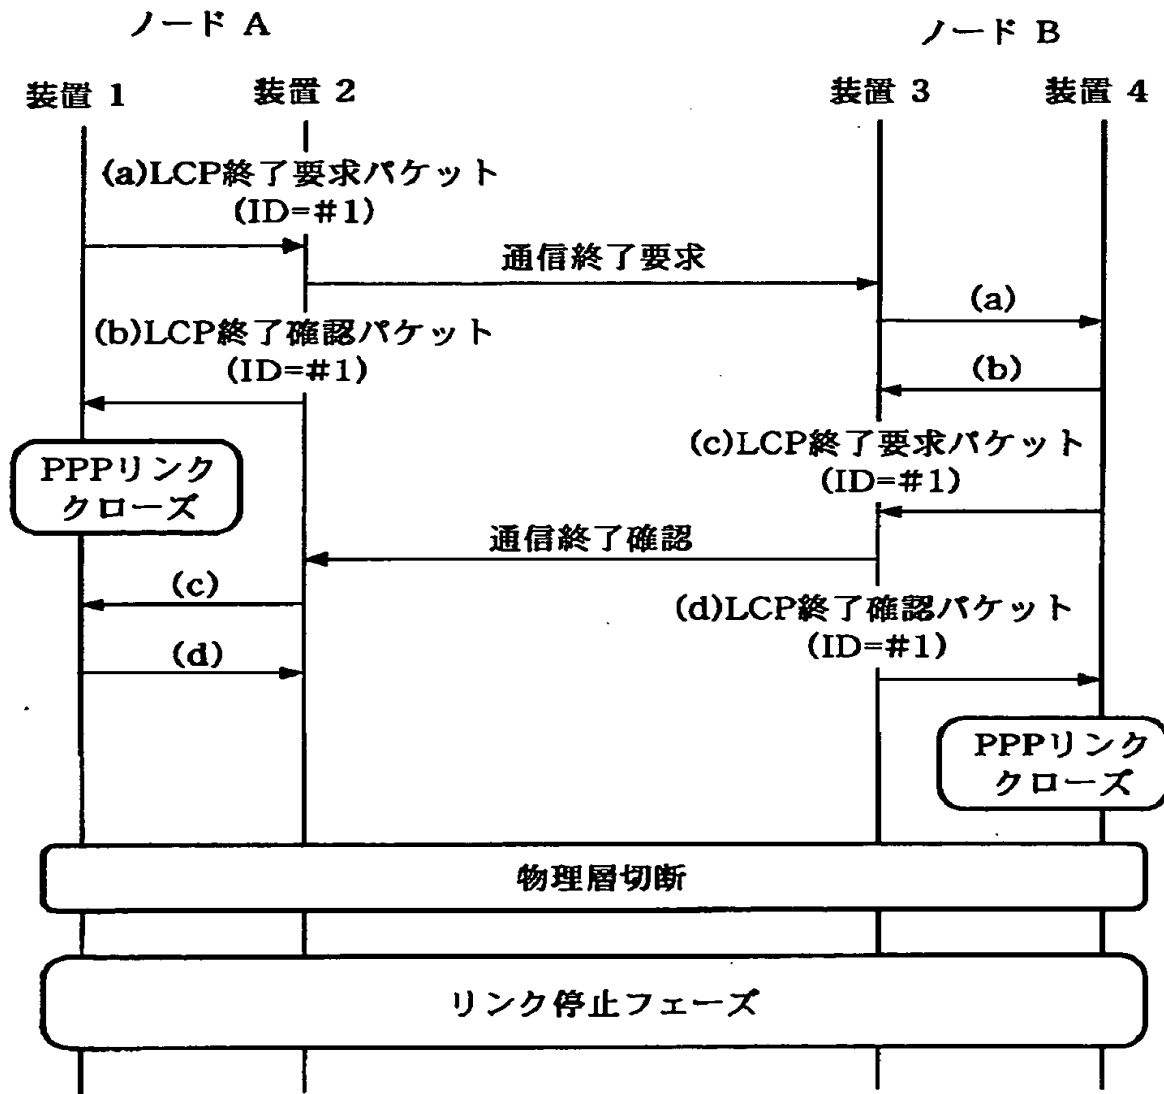 ノード A
ノード B
装置 1
装置 2
装置 3
装置 4
(a)LCP終了要求パケット
(ID=#1)
通信終了要求
(a)
(b)LCP終了確認パケット
(ID=#1)
(b)
(c)LCP終了要求パケット
(ID=#1)
PPPリンク
クローズ
通信終了確認
(c)
(d)LCP終了確認パケット
(ID=#1)
(d)
PPPリンク
クローズ
物理層切断
リンク停止フェーズ